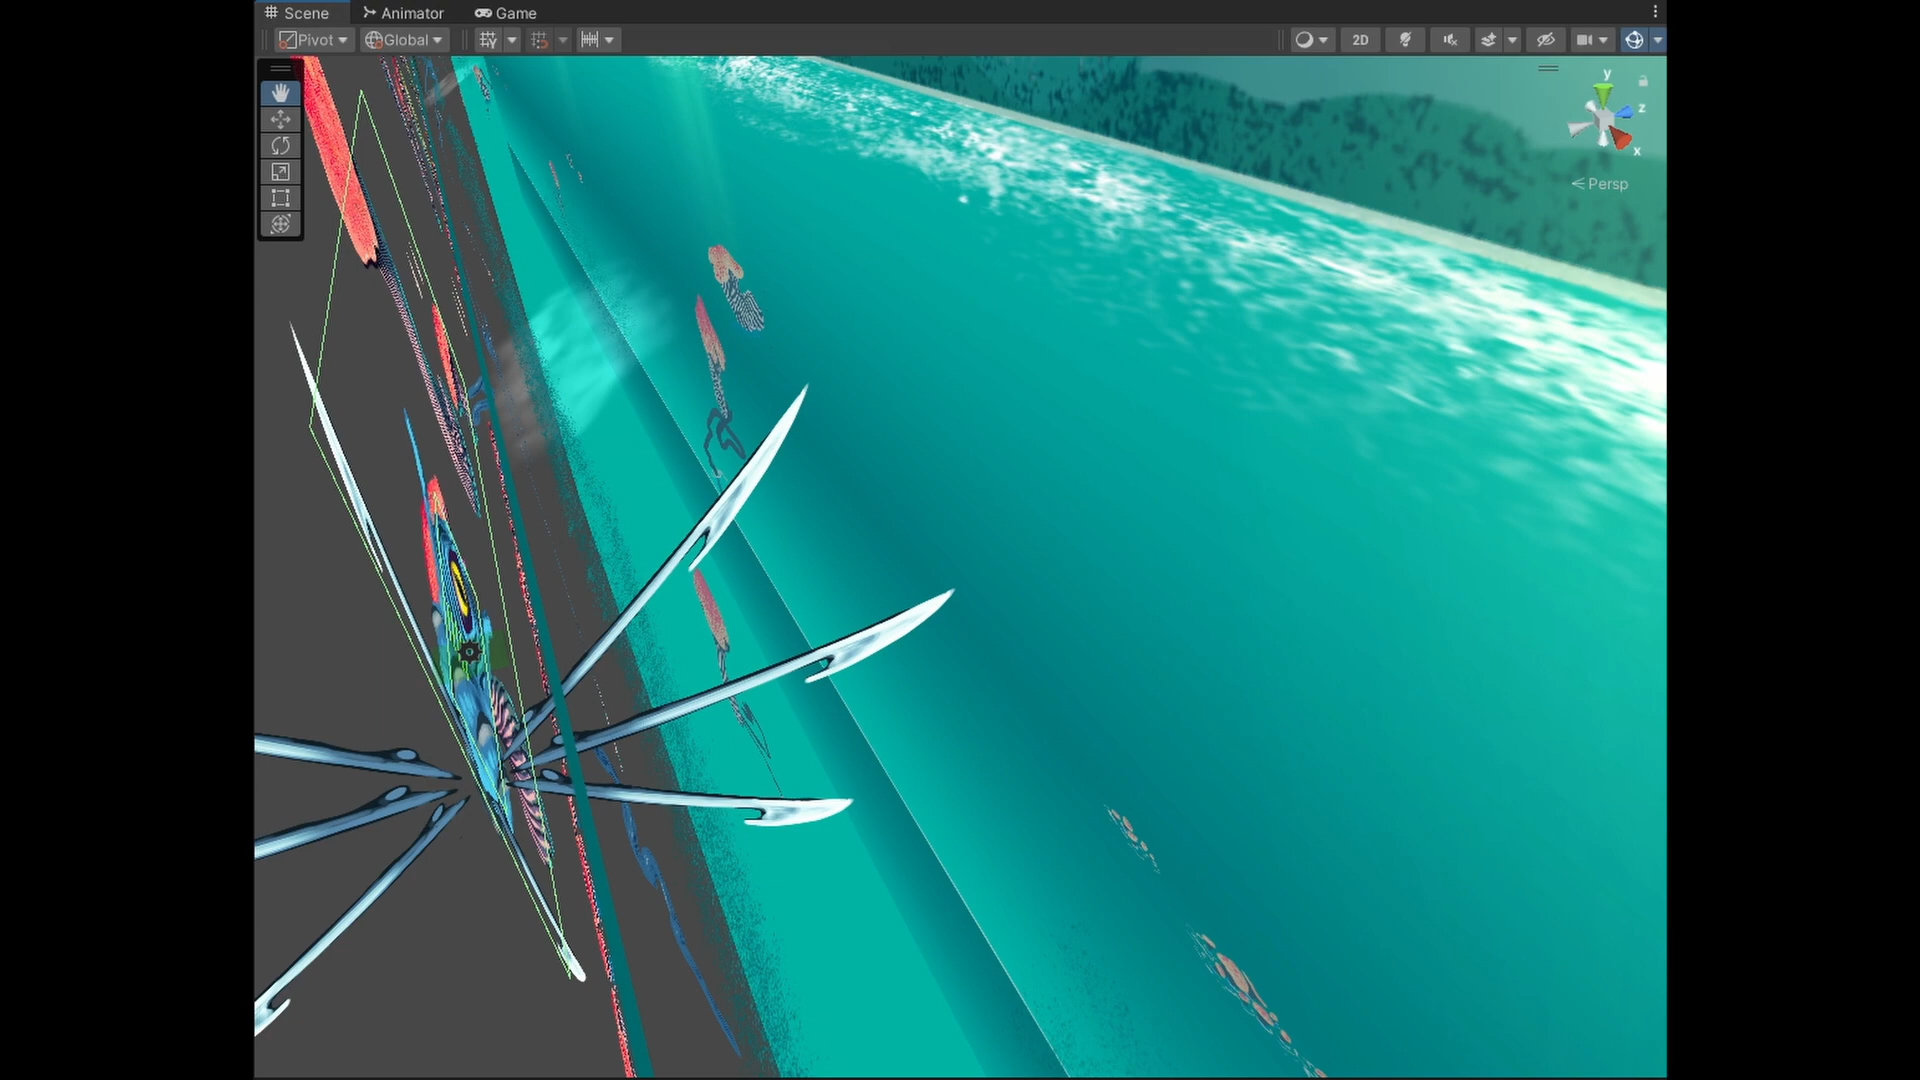 Scene Animator Game
Pivot Global 2D
y
z
x
Persp